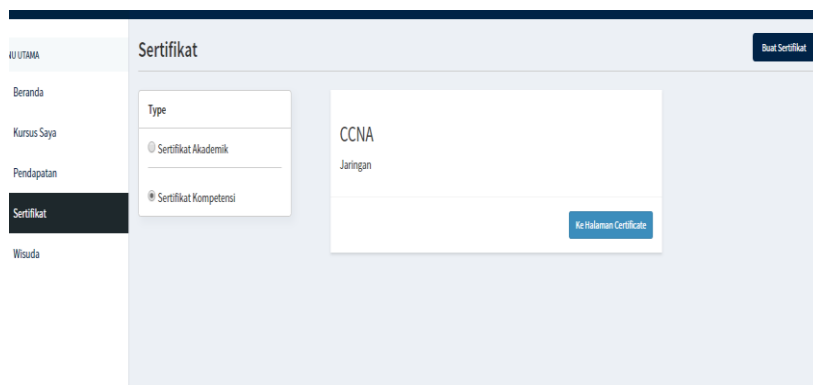 Sertifikat
Buat Sertifikat
NU UTAMA
Beranda
Kursus Saya
Pendapatan
Sertifikat
Wisuda
Type
Sertifikat Akademik
Sertifikat Kompetensi
CCNA
Jaringan
Ke Halaman Certificate